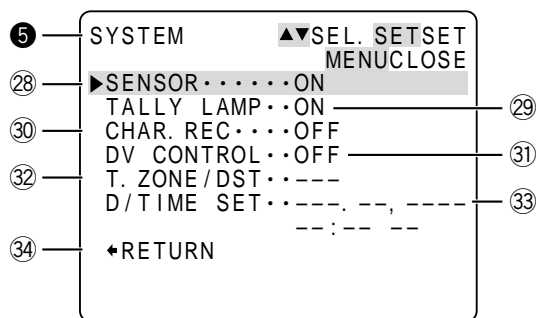 ❺ SYSTEM ▲▼SEL. SETSET
MENUCLOSE
㉘ ▶SENSOR・・・・・・ON
TALLY LAMP・・ON ㉙
㉚ CHAR. REC・・・・OFF
DV CONTROL・・OFF ㉛
㉜ T. ZONE/DST・・---
D/TIME SET・・---. --, ---- ㉝
--:-- --
㉞ RETURN